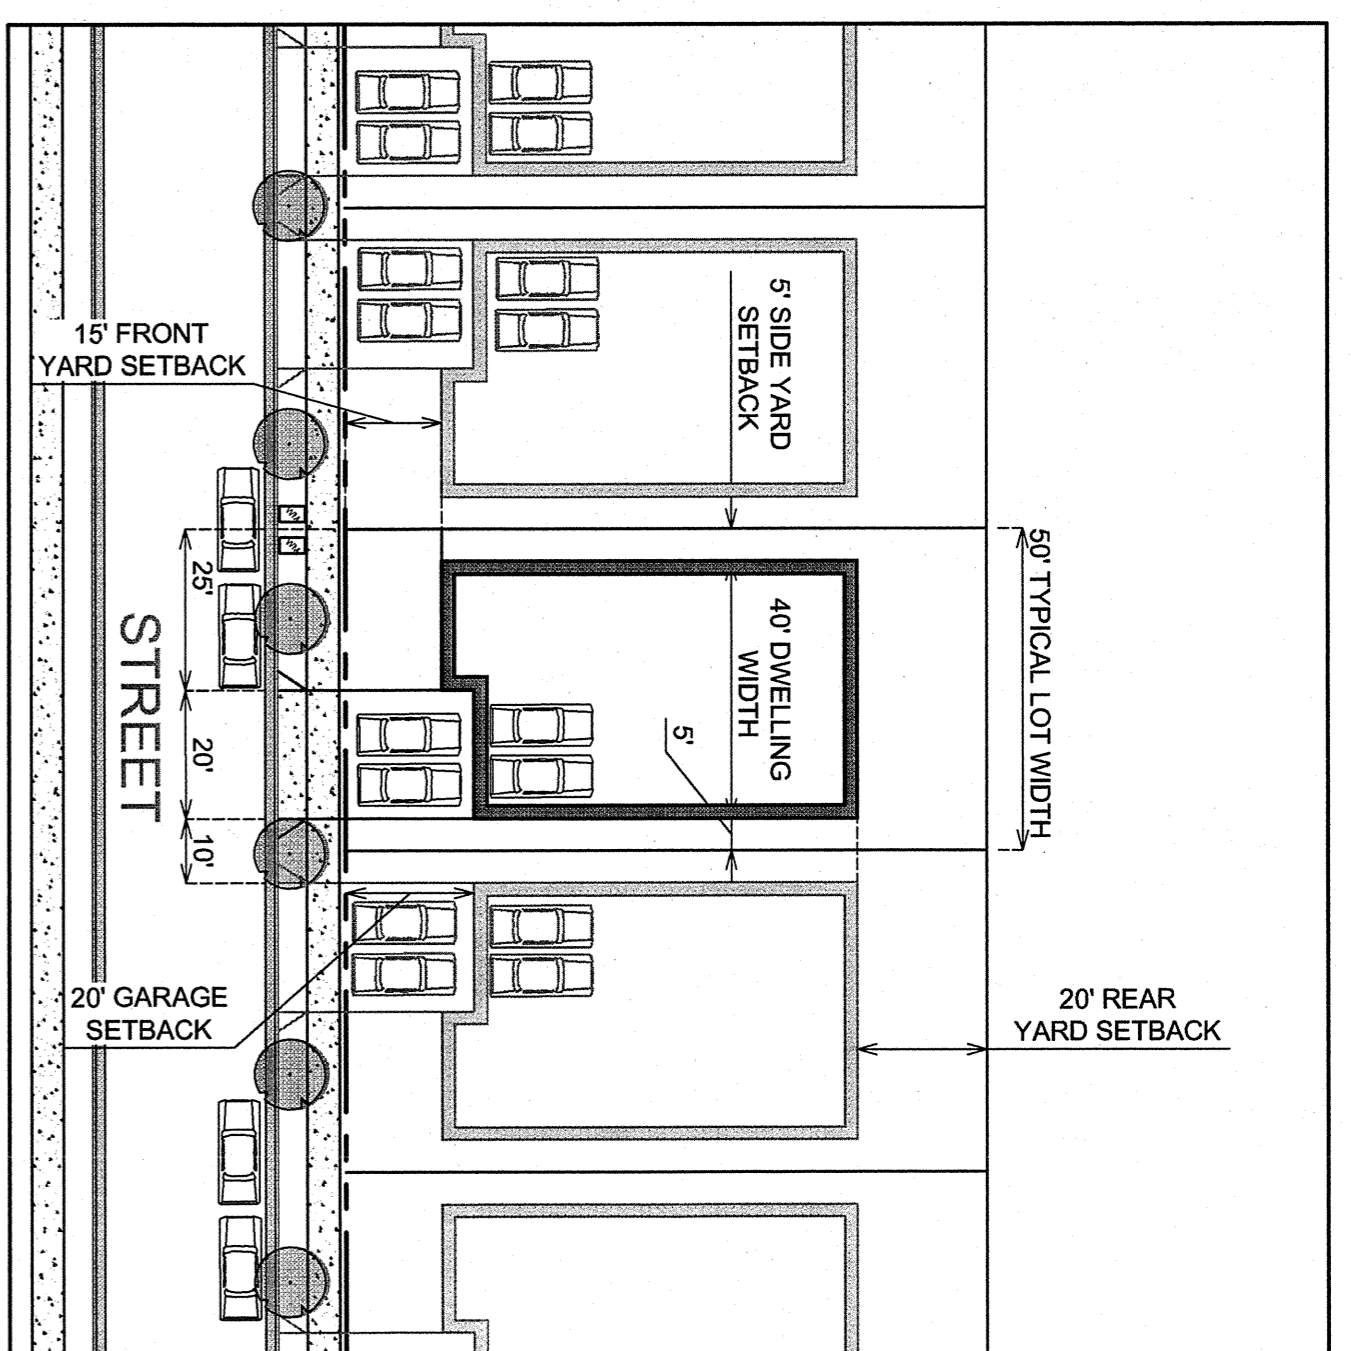 15' FRONT
YARD SETBACK
5' SIDE YARD
SETBACK
50' TYPICAL LOT WIDTH
25'
STREET
40' DWELLING
WIDTH
5'
20'
10'
20' GARAGE
SETBACK
20' REAR
YARD SETBACK